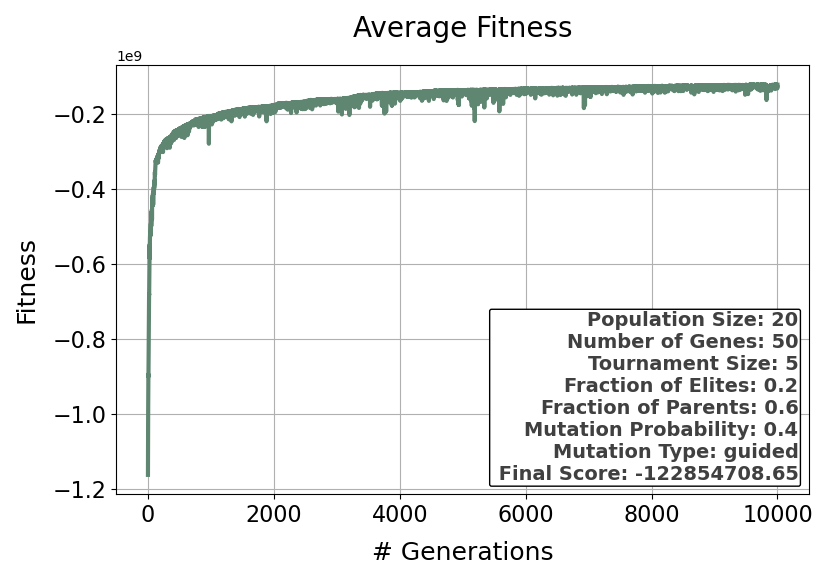 Average Fitness
1e9
−0.2
−0.4
−0.6
−0.8
−1.0
−1.2
Fitness
Population Size: 20
Number of Genes: 50
Tournament Size: 5
Fraction of Elites: 0.2
Fraction of Parents: 0.6
Mutation Probability: 0.4
Mutation Type: guided
Final Score: -122854708.65
0 2000 4000 6000 8000 10000
# Generations